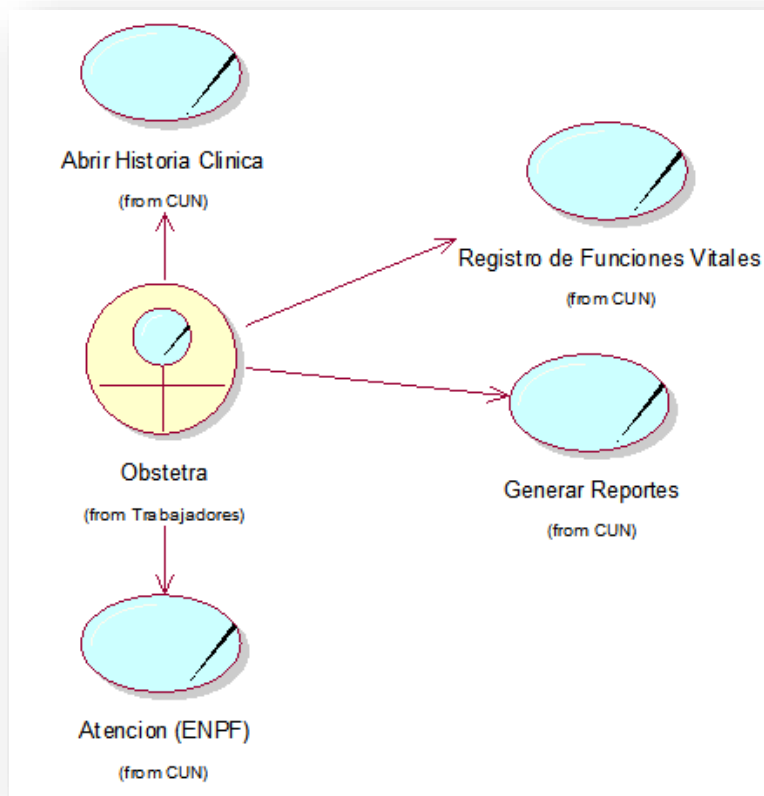 Abrir Historia Clinica
(from CUN)
Registro de Funciones Vitales
(from CUN)
Obstetra
(from Trabajadores)
Generar Reportes
(from CUN)
Atencion (ENPF)
(from CUN)